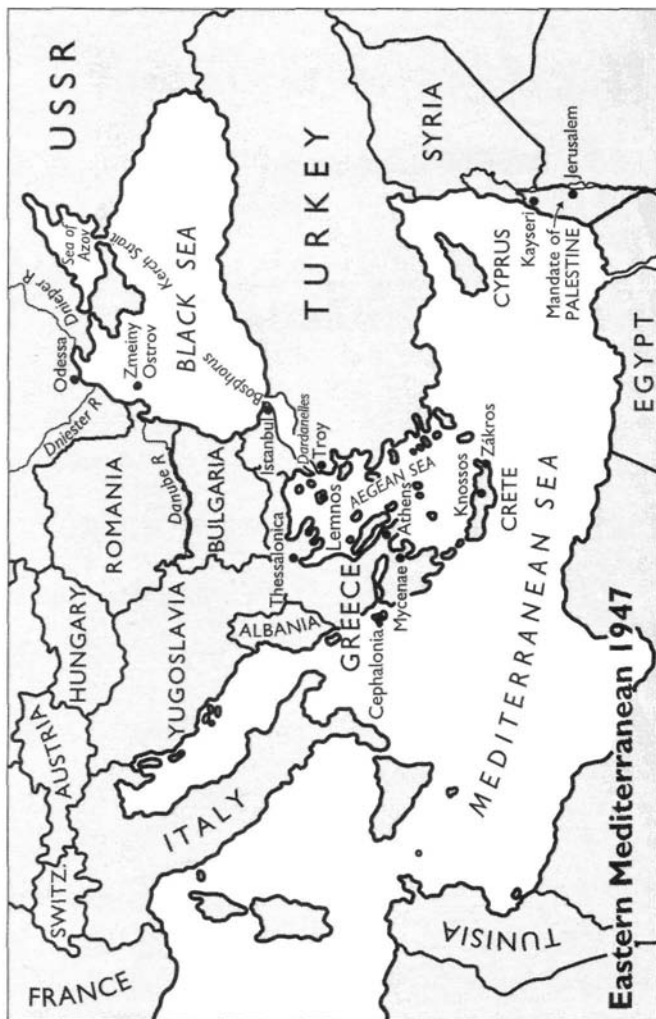 FRANCE
SWITZ.
AUSTRIA
HUNGARY
ROMANIA
USSR
Dniester R
Odessa
Dnieper R
Sea of
Azov
Kerch Strait
Zmeiny
Ostrov
BLACK SEA
Danube R
BULGARIA
YUGOSLAVIA
ITALY
ALBANIA
Bosphorus
Istanbul
Dardanelles
Troy
TURKEY
Thessalonica
Lemnos
AEGEAN SEA
GREECE
Athens
Cephalonia
Mycenae
Knossos
Zákros
CRETE
CYPRUS
SYRIA
Kayseri
Mandate of
PALESTINE
Jerusalem
MEDITERRANEAN SEA
TUNISIA
EGYPT
Eastern Mediterranean 1947